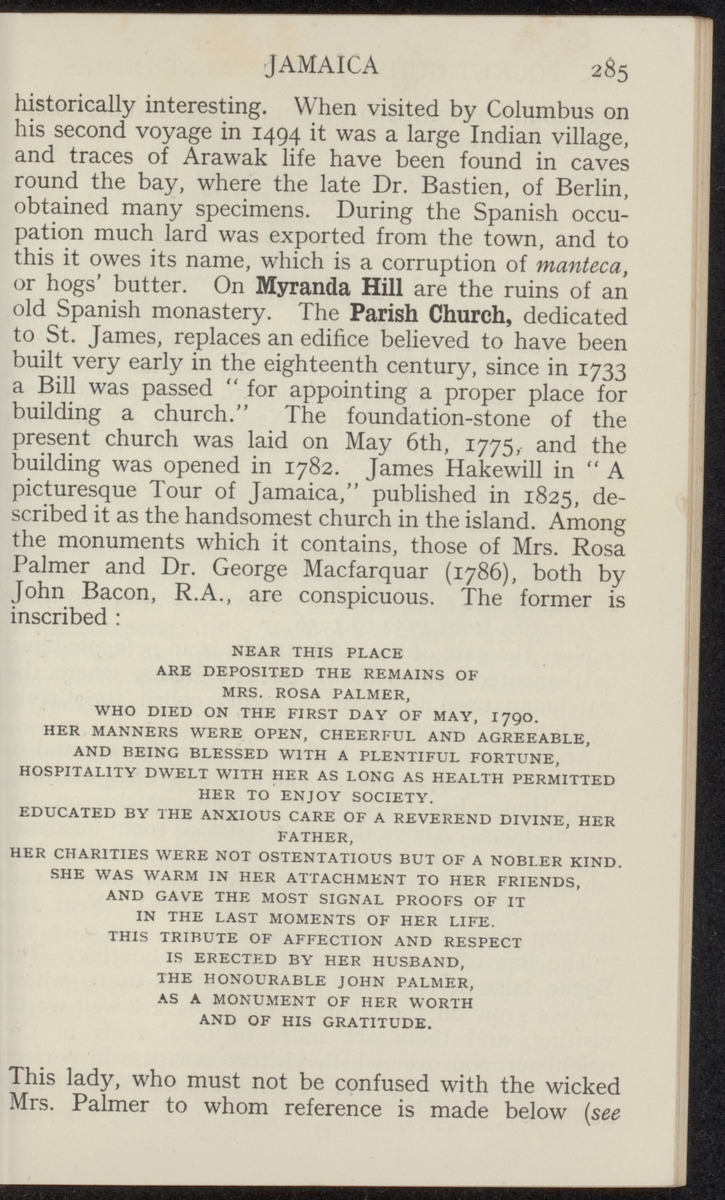 JAMAICA 285
historically interesting. When visited by Columbus on
his second voyage in 1494 it was a large Indian village,
and traces of Arawak life have been found in caves
round the bay, where the late Dr. Bastien, of Berlin,
obtained many specimens. During the Spanish occu-
pation much lard was exported from the town, and to
this it owes its name, which is a corruption of manteca,
or hogs' butter. On Myranda Hill are the ruins of an
old Spanish monastery. The Parish Church, dedicated
to St. James, replaces an edifice believed to have been
built very early in the eighteenth century, since in 1733
a Bill was passed "for appointing a proper place for
building a church." The foundation-stone of the
present church was laid on May 6th, 1775, and the
building was opened in 1782. James Hakewill in "A
picturesque Tour of Jamaica," published in 1825, de-
scribed it as the handsomest church in the island. Among
the monuments which it contains, those of Mrs. Rosa
Palmer and Dr. George Macfarquar (1786), both by
John Bacon, R.A., are conspicuous. The former is
inscribed :
NEAR THIS PLACE
ARE DEPOSITED THE REMAINS OF
MRS. ROSA PALMER,
WHO DIED ON THE FIRST DAY OF MAY, 1790.
HER MANNERS WERE OPEN, CHEERFUL AND AGREEABLE,
AND BEING BLESSED WITH A PLENTIFUL FORTUNE,
HOSPITALITY DWELT WITH HER AS LONG AS HEALTH PERMITTED
HER TO ENJOY SOCIETY.
EDUCATED BY THE ANXIOUS CARE OF A REVEREND DIVINE, HER
FATHER,
HER CHARITIES WERE NOT OSTENTATIOUS BUT OF A NOBLER KIND.
SHE WAS WARM IN HER ATTACHMENT TO HER FRIENDS,
AND GAVE THE MOST SIGNAL PROOFS OF IT
IN THE LAST MOMENTS OF HER LIFE.
THIS TRIBUTE OF AFFECTION AND RESPECT
IS ERECTED BY HER HUSBAND,
THE HONOURABLE JOHN PALMER,
AS A MONUMENT OF HER WORTH
AND OF HIS GRATITUDE.
This lady, who must not be confused with the wicked
Mrs. Palmer to whom reference is made below (see